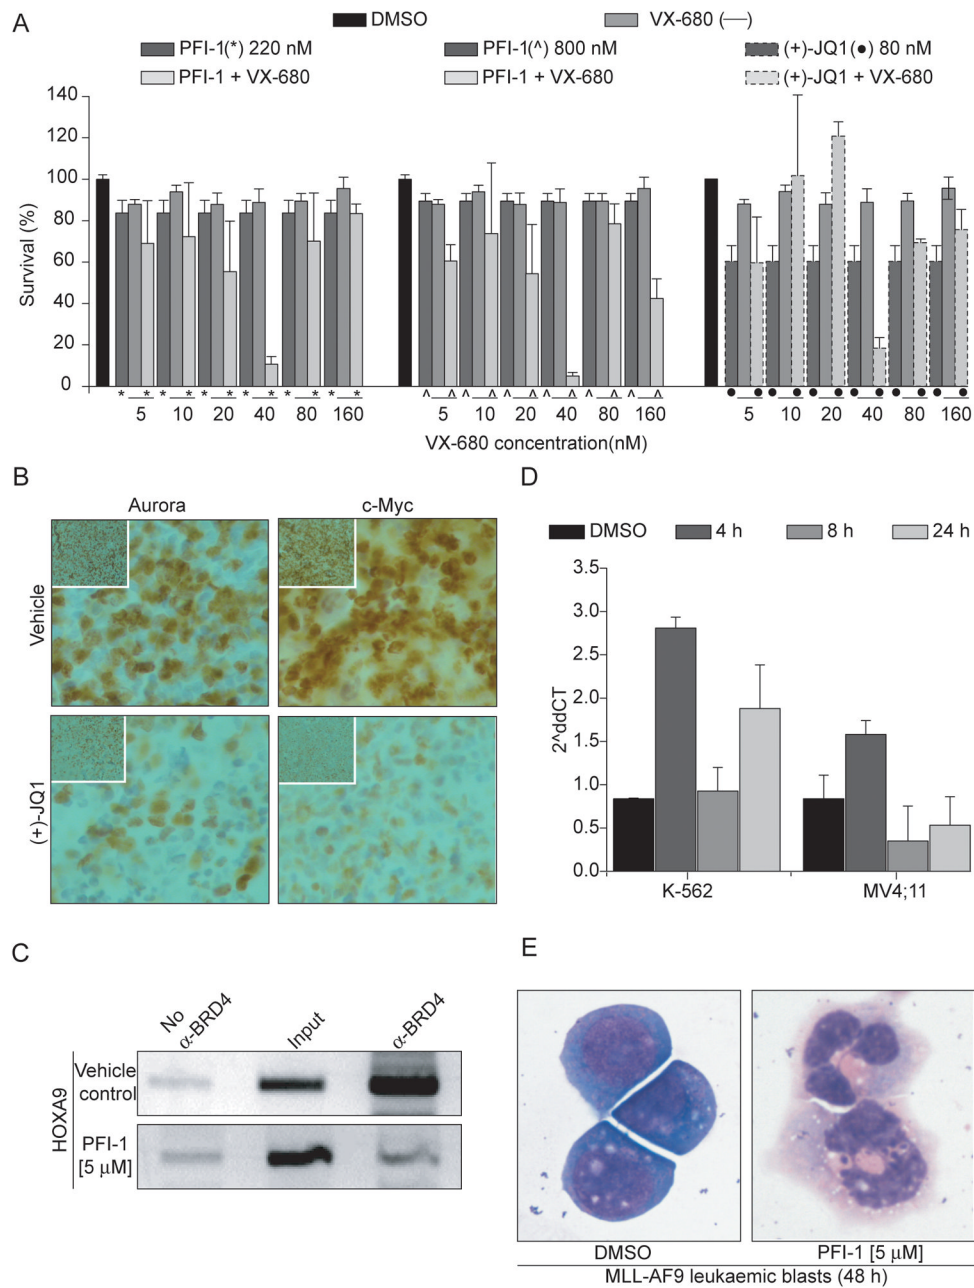 A
DMSO
VX-680 (—)
PFI-1(*) 220 nM
PFI-1(^) 800 nM
(+)-JQ1(●) 80 nM
PFI-1 + VX-680
PFI-1 + VX-680
(+)-JQ1 + VX-680
Survival (%)
140
120
100
80
60
40
20
0
* * * * * * * * * * * *
^ ^ ^ ^ ^ ^ ^ ^ ^ ^ ^ ^
● ● ● ● ● ● ● ● ● ● ● ●
5 10 20 40 80 160
5 10 20 40 80 160
5 10 20 40 80 160
VX-680 concentration(nM)
B
Aurora
c-Myc
Vehicle
(+)-JQ1
D
DMSO
4 h
8 h
24 h
2^ddCT
3.5
3.0
2.5
2.0
1.5
1.0
0.5
0.0
K-562
MV4;11
C
No
α-BRD4
Input
α-BRD4
HOXA9
Vehicle
control
PFI-1
[5 μM]
E
DMSO
PFI-1 [5 μM]
MLL-AF9 leukaemic blasts (48 h)